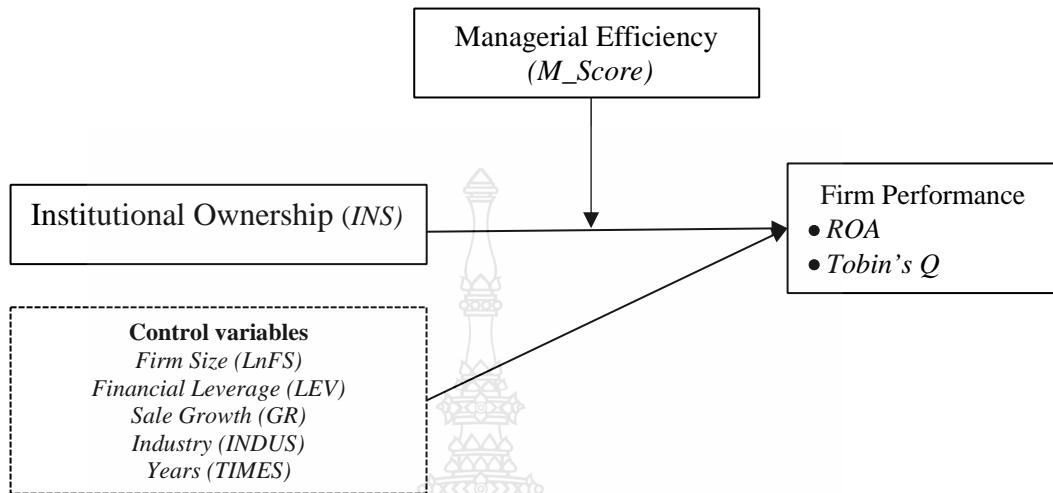 Managerial Efficiency
(M_Score)
Institutional Ownership (INS)
Firm Performance
● ROA
● Tobin’s Q
Control variables
Firm Size (LnFS)
Financial Leverage (LEV)
Sale Growth (GR)
Industry (INDUS)
Years (TIMES)